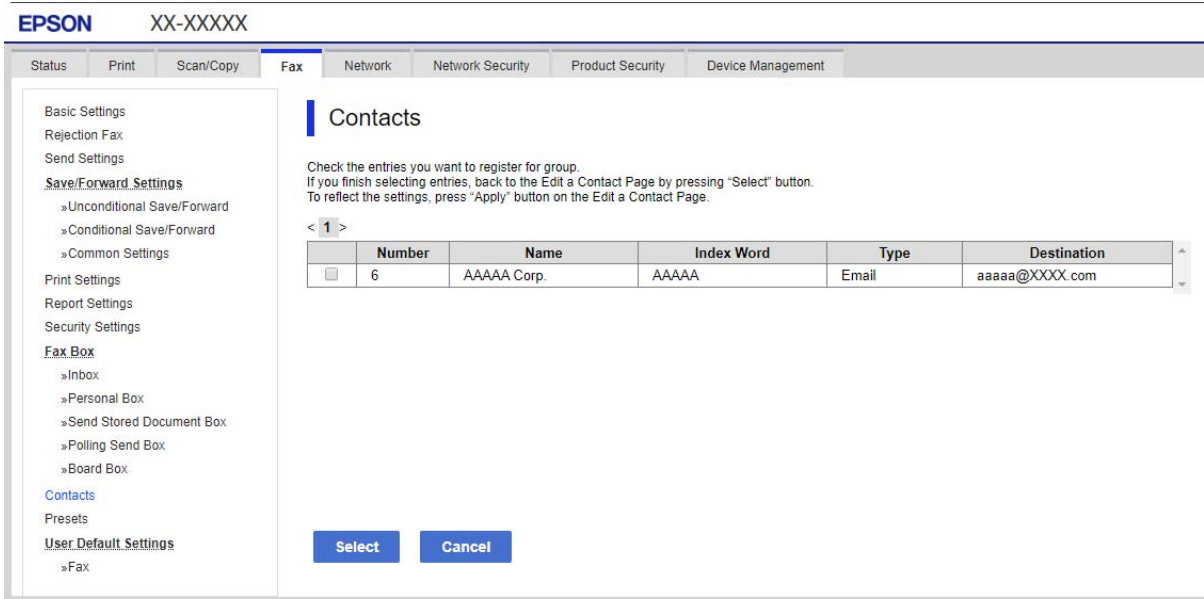 EPSON XX-XXXXX
Status Print Scan/Copy Fax Network Network Security Product Security Device Management
Basic Settings
Rejection Fax
Send Settings
Save/Forward Settings
»Unconditional Save/Forward
»Conditional Save/Forward
»Common Settings
Print Settings
Report Settings
Security Settings
Fax Box
»Inbox
»Personal Box
»Send Stored Document Box
»Polling Send Box
»Board Box
Contacts
Presets
User Default Settings
»Fax
Contacts
Check the entries you want to register for group.
If you finish selecting entries, back to the Edit a Contact Page by pressing “Select” button.
To reflect the settings, press “Apply” button on the Edit a Contact Page.
< 1 >
Number Name Index Word Type Destination
6 AAAAA Corp. AAAAA Email aaaaa@XXXX.com
Select Cancel